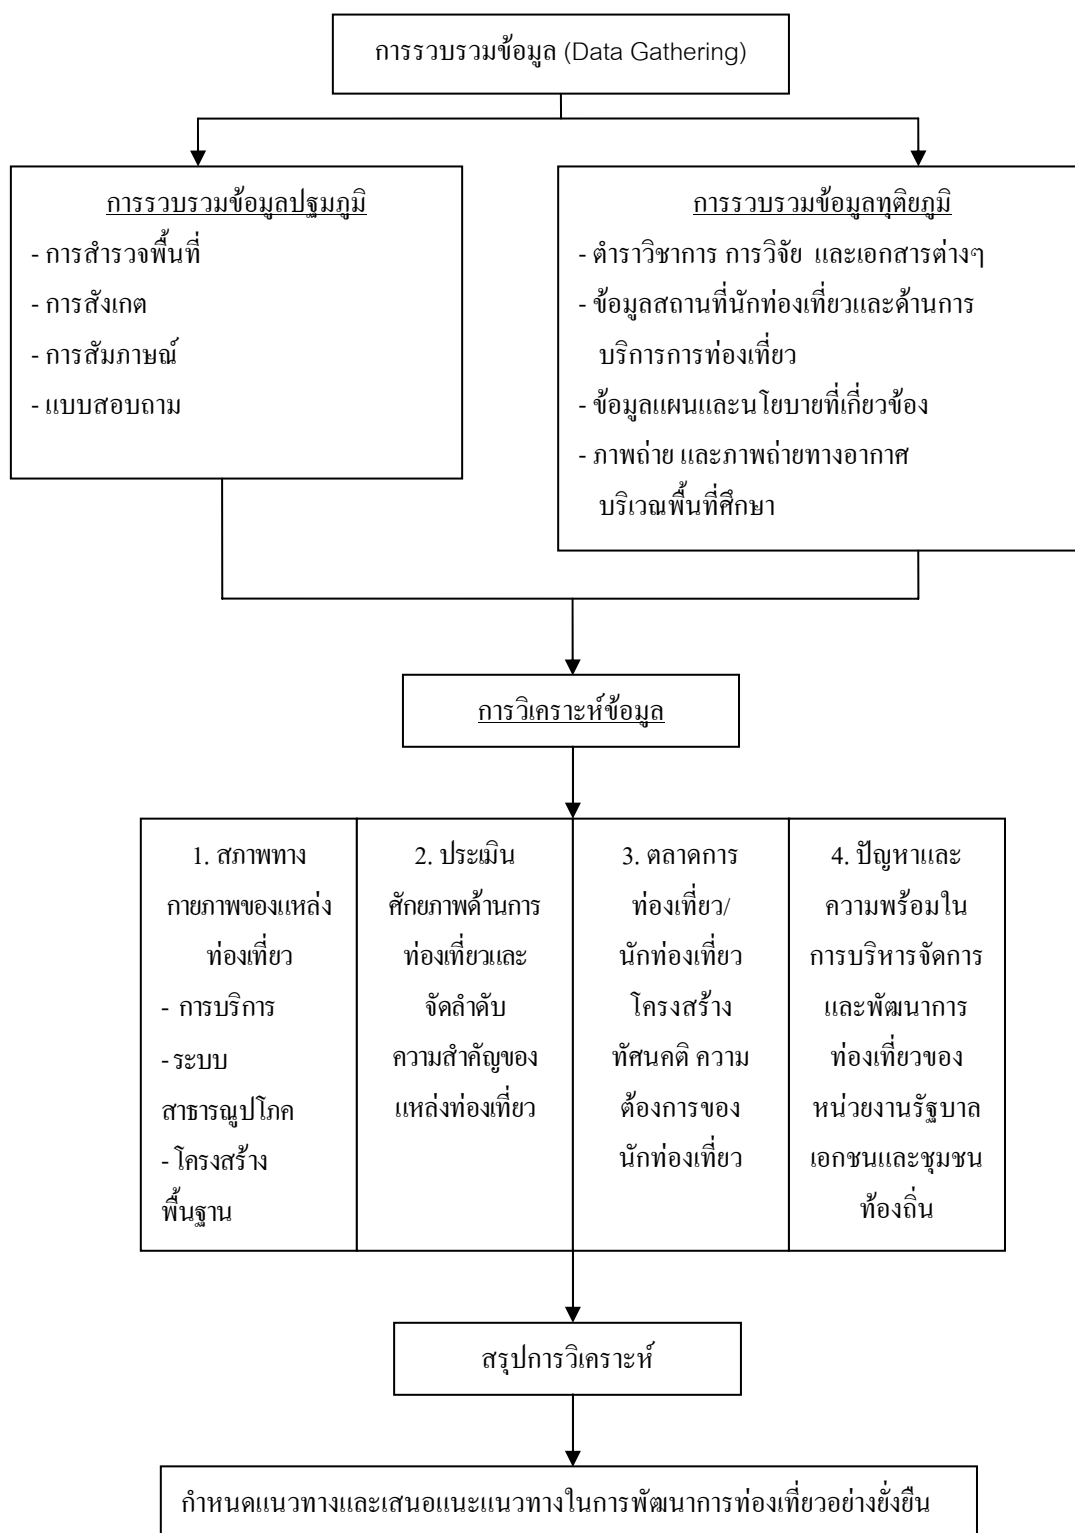 การรวบรวมข้อมูล (Data Gathering)
การรวบรวมข้อมูลปฐมภูมิ
- การสำรวจพื้นที่
- การสังเกต
- การสัมภาษณ์
- แบบสอบถาม
การรวบรวมข้อมูลทุติยภูมิ
- ตำราวิชาการ การวิจัย และเอกสารต่างๆ
- ข้อมูลสถานที่นักท่องเที่ยวและด้านการ
บริการการท่องเที่ยว
- ข้อมูลแผนและนโยบายที่เกี่ยวข้อง
- ภาพถ่าย และภาพถ่ายทางอากาศ
บริเวณพื้นที่ศึกษา
การวิเคราะห์ข้อมูล
1. สภาพทาง
กายภาพของแหล่ง
ท่องเที่ยว
- การบริการ
- ระบบ
สาธารณูปโภค
- โครงสร้าง
พื้นฐาน
2. ประเมิน
ศักยภาพด้านการ
ท่องเที่ยวและ
จัดลำดับ
ความสำคัญของ
แหล่งท่องเที่ยว
3. ตลาดการ
ท่องเที่ยว/
นักท่องเที่ยว
โครงสร้าง
ทัศนคติ ความ
ต้องการของ
นักท่องเที่ยว
4. ปัญหาและ
ความพร้อมใน
การบริหารจัดการ
และพัฒนาการ
ท่องเที่ยวของ
หน่วยงานรัฐบาล
เอกชนและชุมชน
ท้องถิ่น
สรุปการวิเคราะห์
กำหนดแนวทางและเสนอแนะแนวทางในการพัฒนาการท่องเที่ยวอย่างยั่งยืน